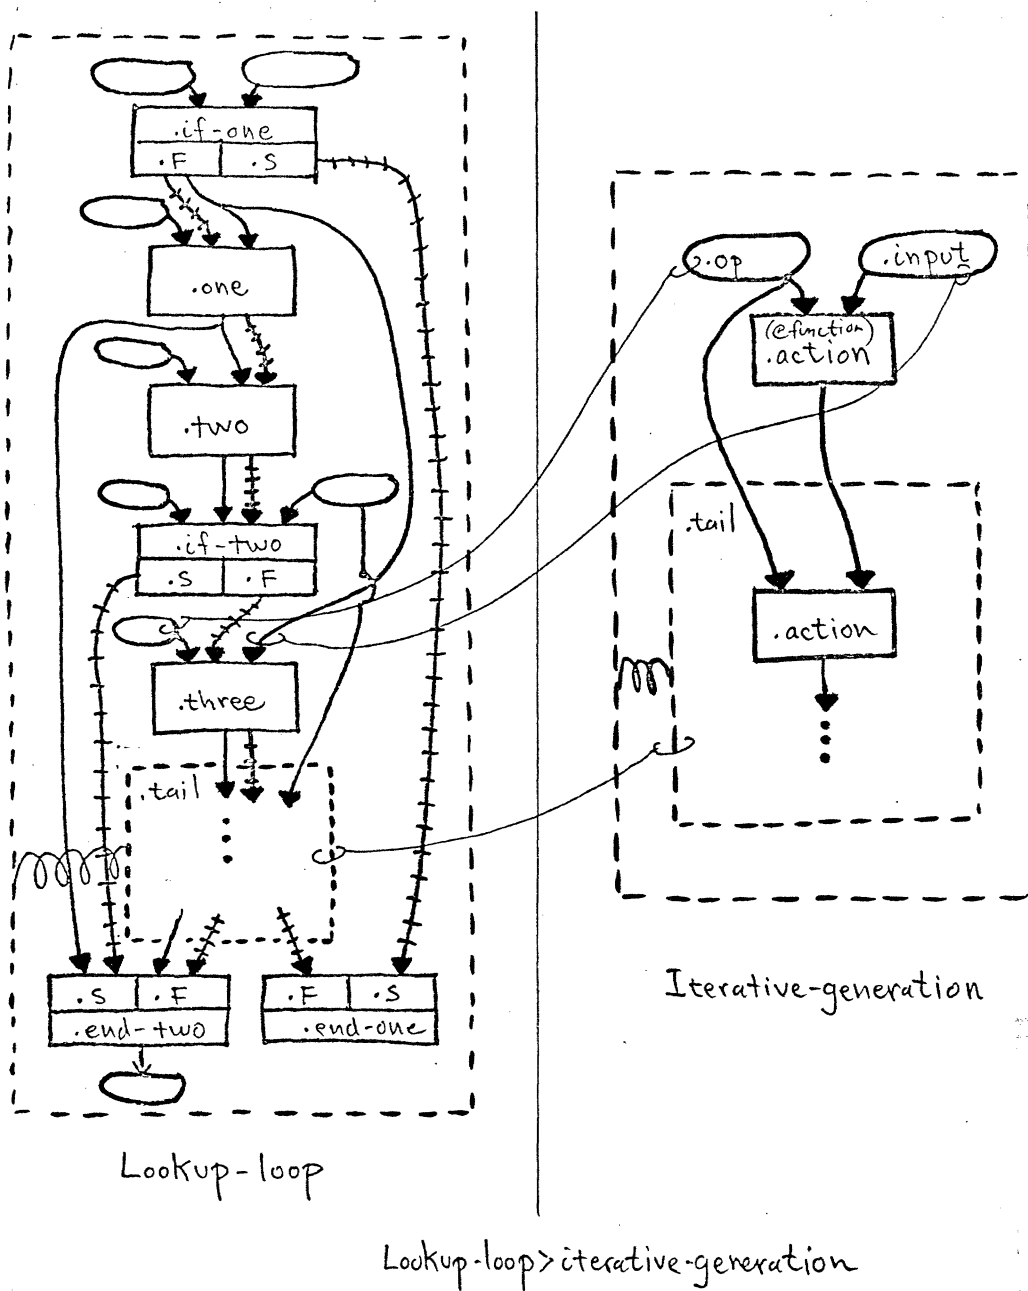 .if-one
.F .S
.one
.two
.if-two
.S .F
.three
.tail
.S .F
.end-two
.F .S
.end-one
Lookup-loop
.op
.input
(@function)
.action
.tail
.action
Iterative-generation
Lookup-loop>iterative-generation